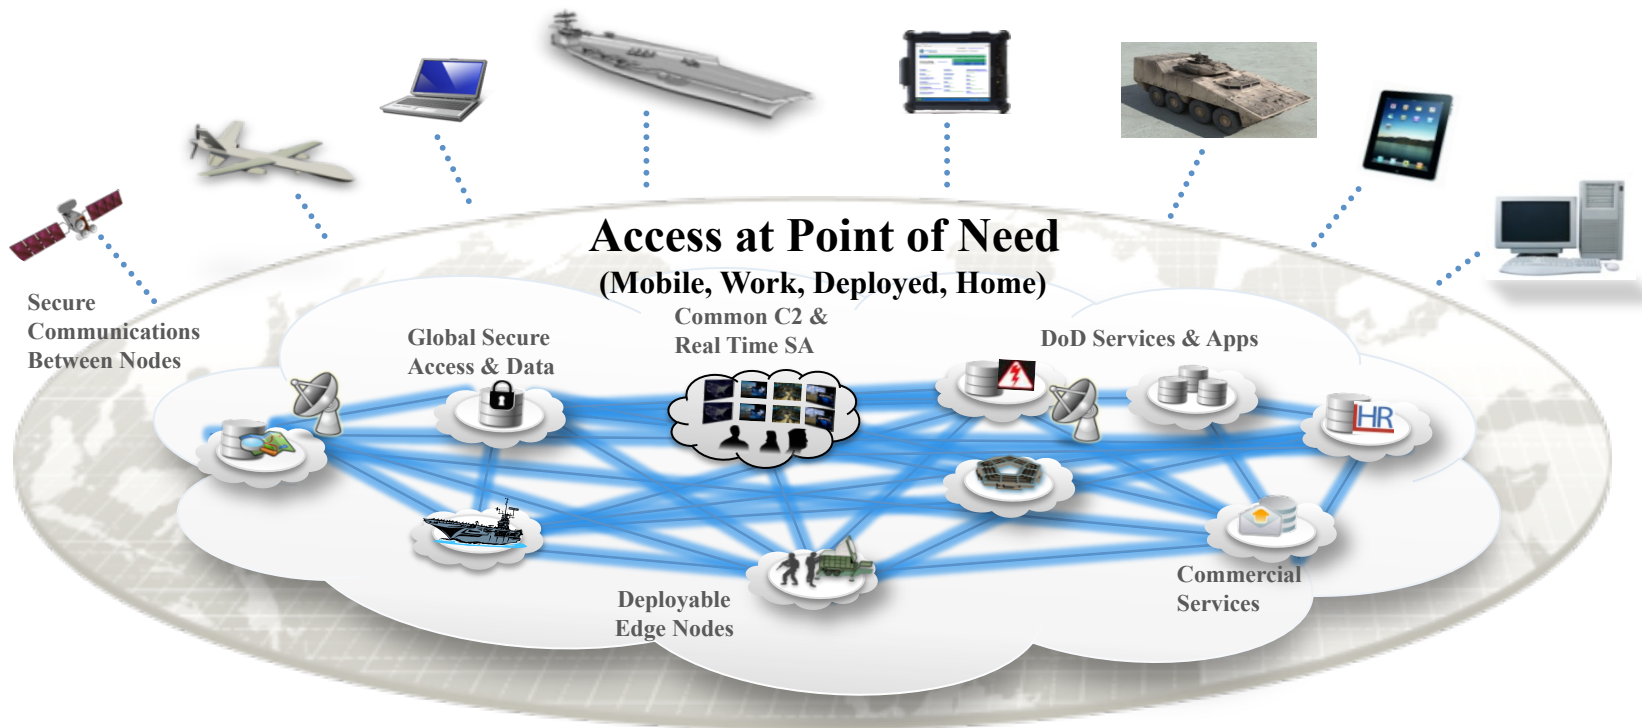 Access at Point of Need
(Mobile, Work, Deployed, Home)
Secure
Communications
Between Nodes
Global Secure
Access & Data
Common C2 &
Real Time SA
DoD Services & Apps
HR
Deployable
Edge Nodes
Commercial
Services